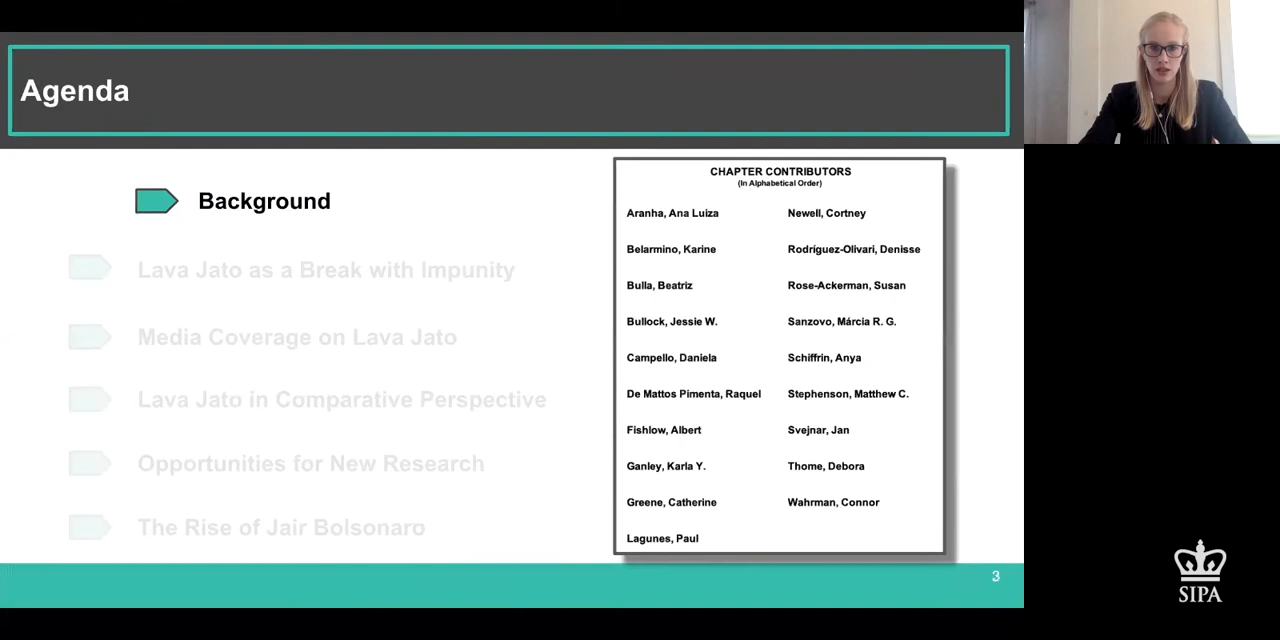 Agenda
Background
Lava Jato as a Break with Impunity
Media Coverage on Lava Jato
Lava Jato in Comparative Perspective
Opportunities for New Research
The Rise of Jair Bolsonaro
CHAPTER CONTRIBUTORS
(In Alphabetical Order)
Aranha, Ana Luiza
Belarmino, Karine
Bulla, Beatriz
Bullock, Jessie W.
Campello, Daniela
De Mattos Pimenta, Raquel
Fishlow, Albert
Ganley, Karla Y.
Greene, Catherine
Lagunes, Paul
Newell, Cortney
Rodríguez-Olivari, Denisse
Rose-Ackerman, Susan
Sanzovo, Márcia R. G.
Schiffrin, Anya
Stephenson, Matthew C.
Svejnar, Jan
Thome, Debora
Wahrman, Connor
3
SIPA